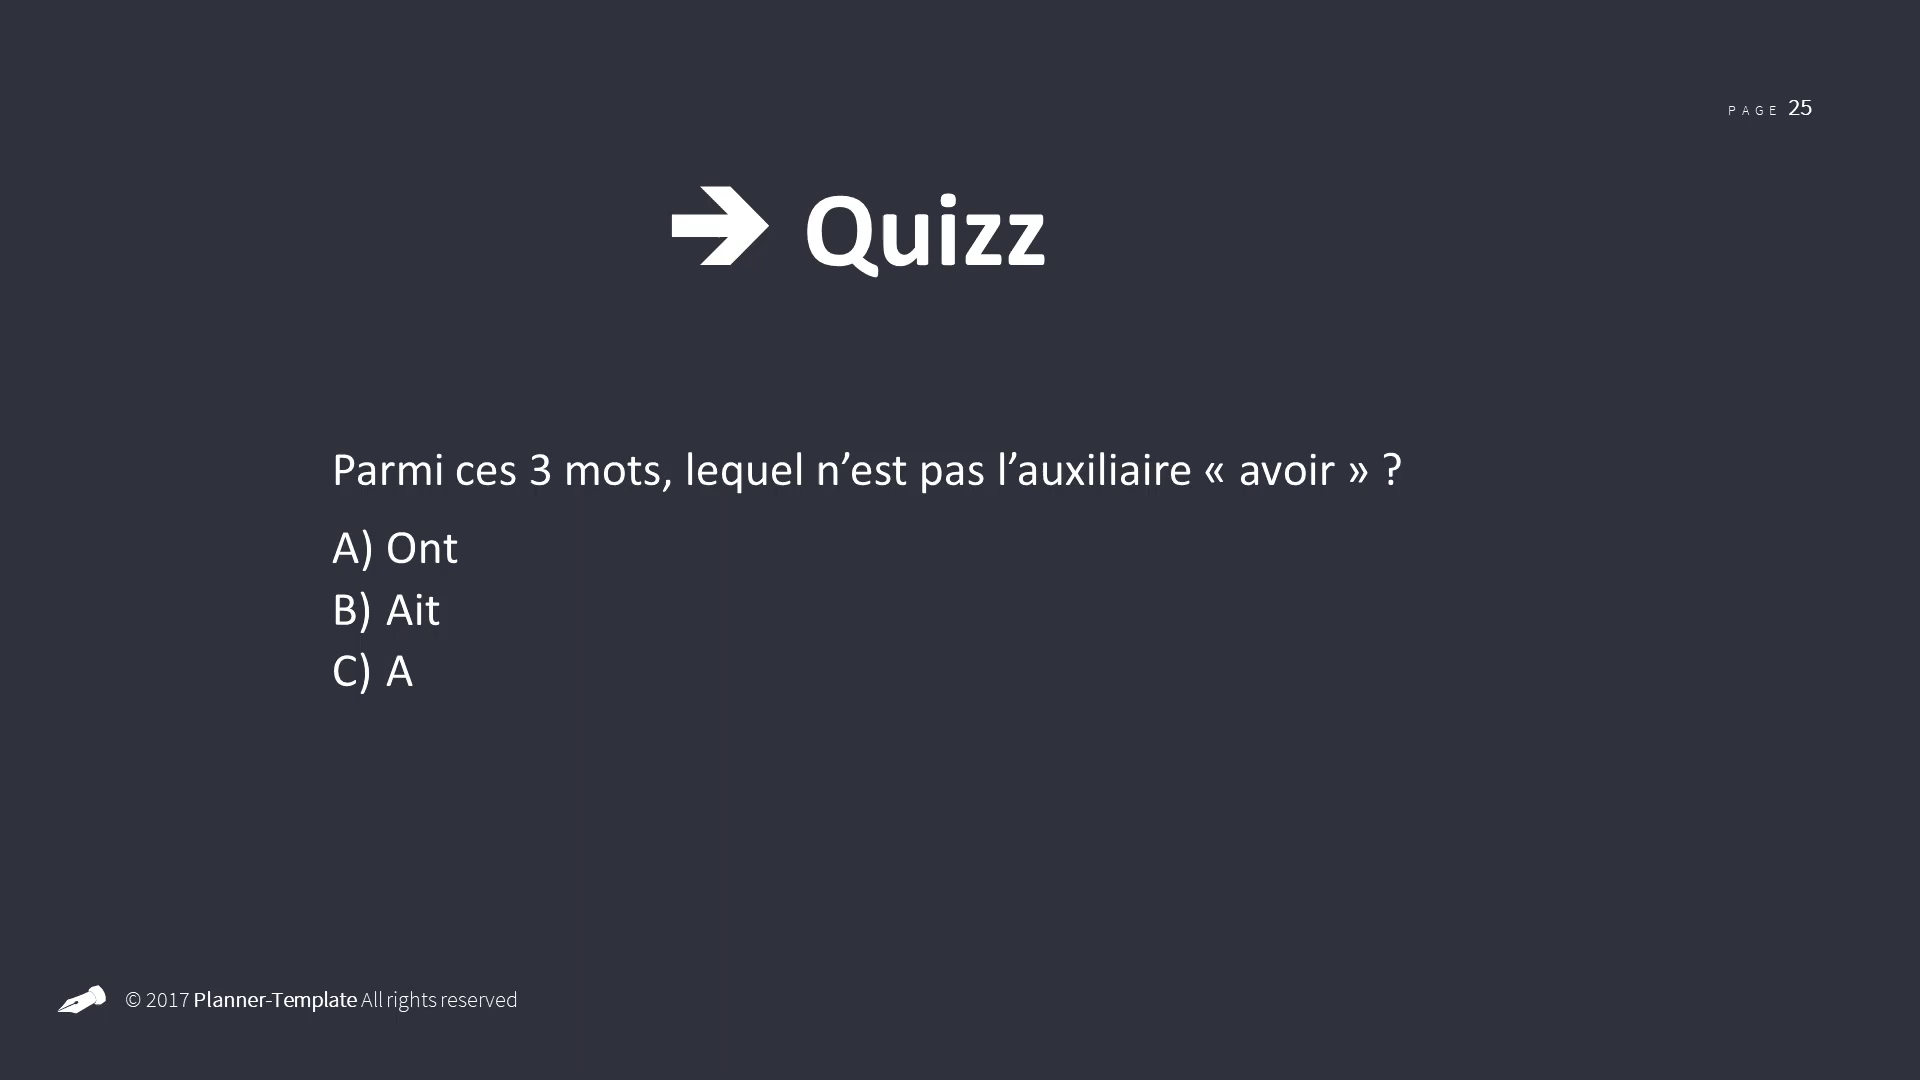 PAGE 25
➔ Quizz
Parmi ces 3 mots, lequel n’est pas l’auxiliaire « avoir » ?
A) Ont
B) Ait
C) A
© 2017 Planner-Template All rights reserved